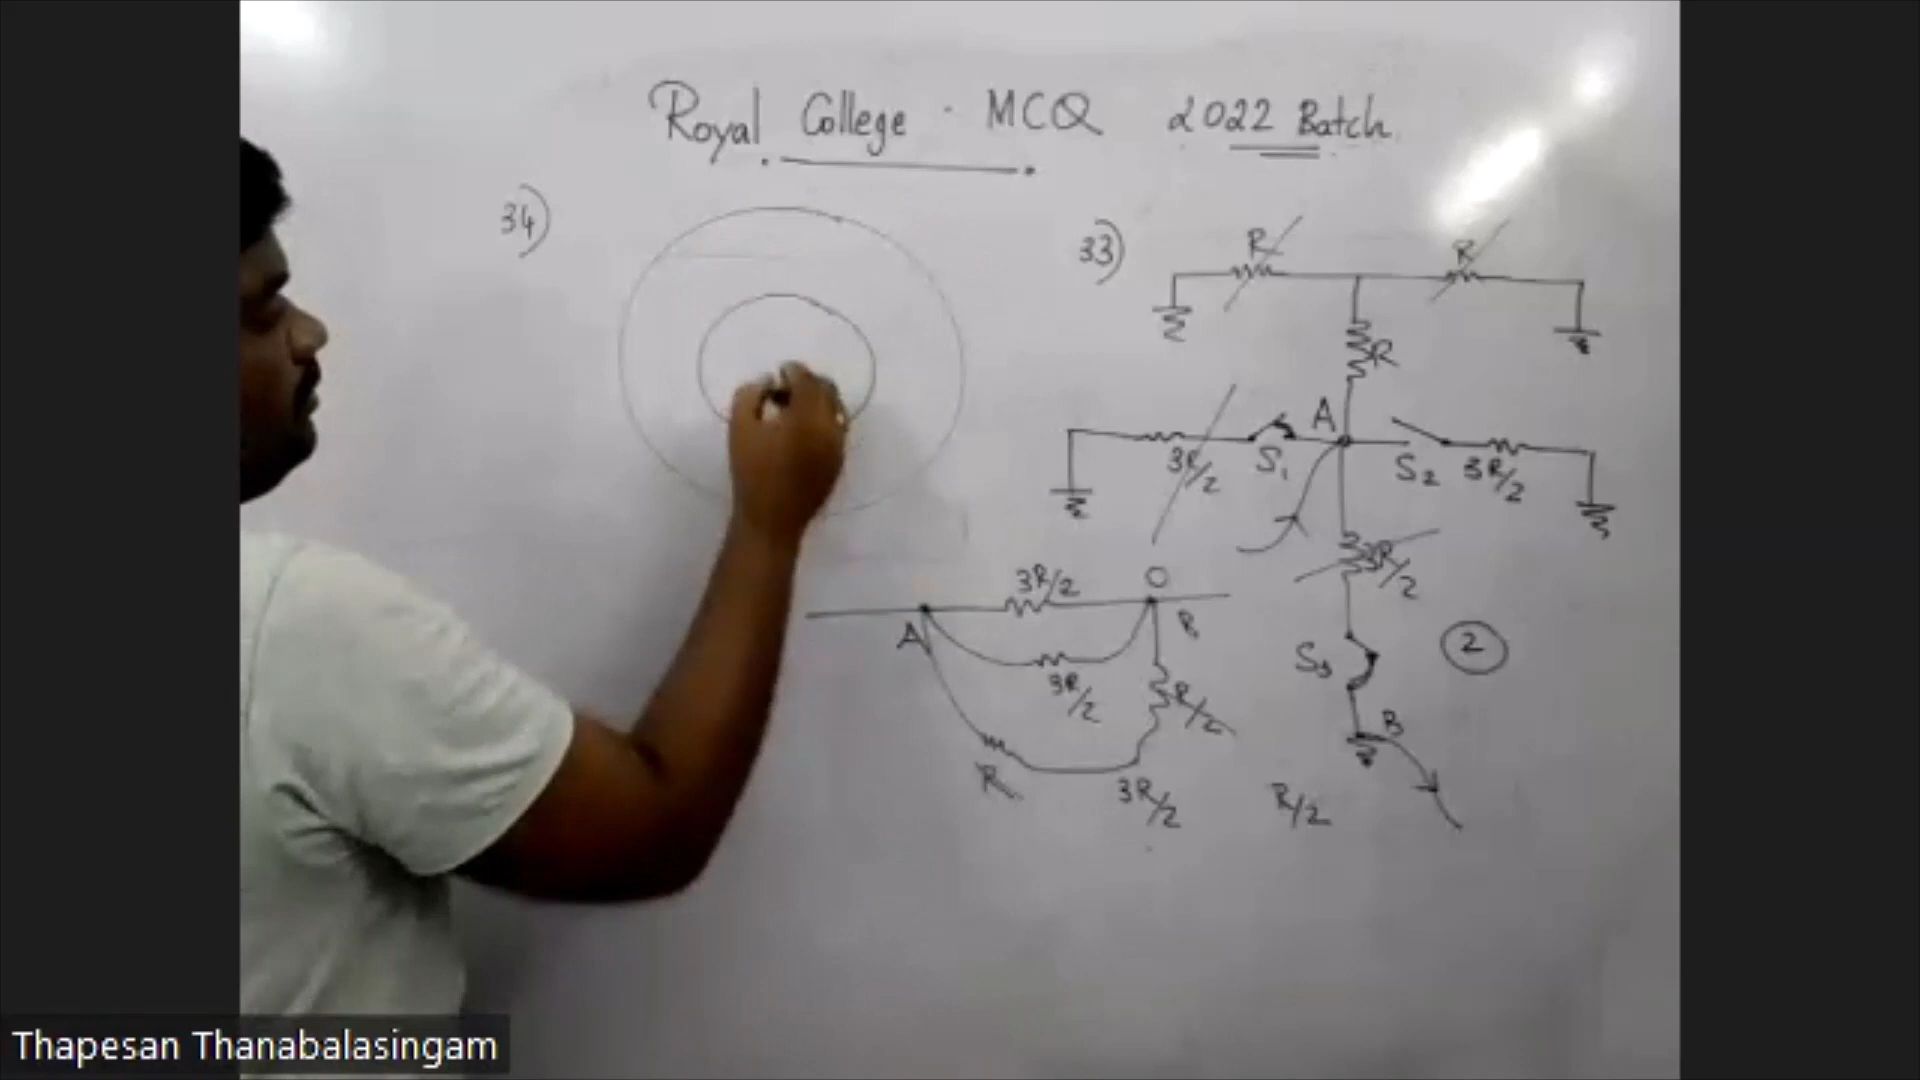 Royal College MCQ 2022 Batch
34)
33)
R
R
R
A
3R/2
S1
S2
3R/2
3R/2
S3
B
2
3R/2
O
A
B
3R/2
R/2
R
3R/2
R/2
Thapesan Thanabalasingam